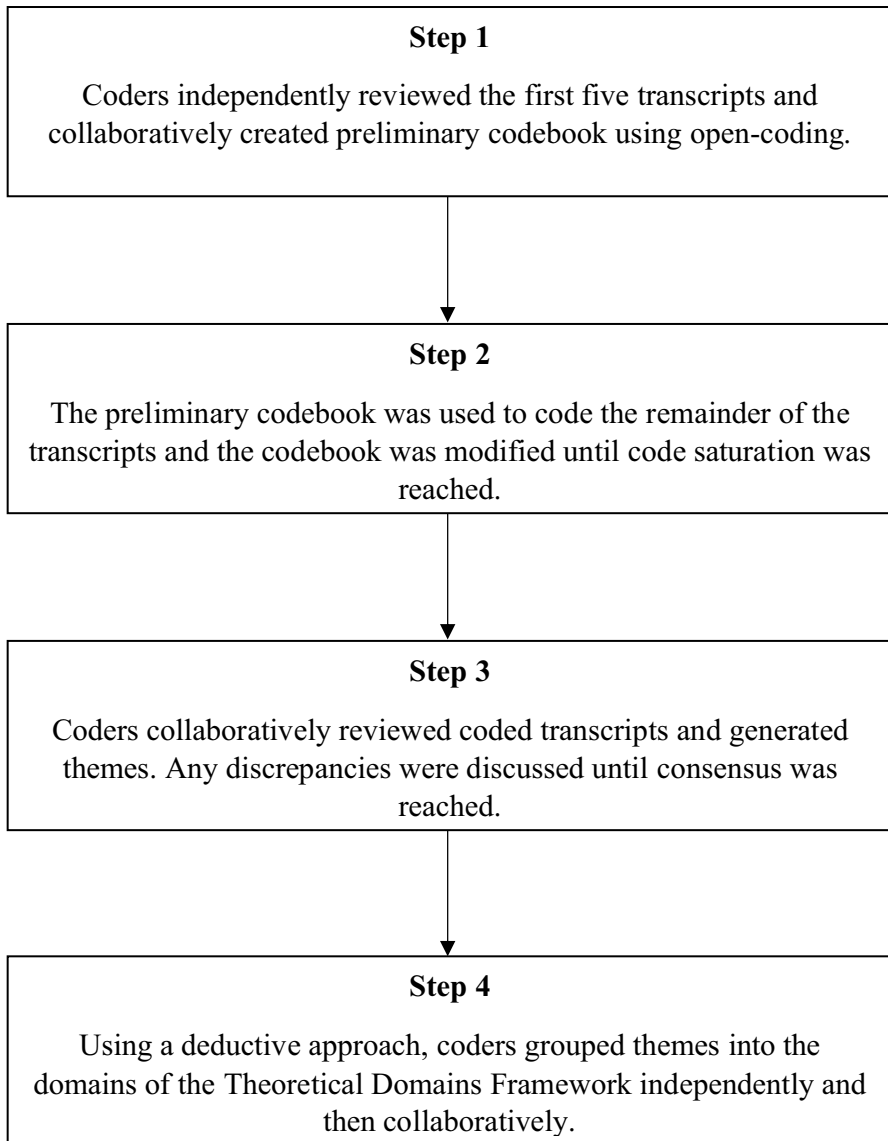 Step 1
Coders independently reviewed the first five transcripts and
collaboratively created preliminary codebook using open-coding.
Step 2
The preliminary codebook was used to code the remainder of the
transcripts and the codebook was modified until code saturation was
reached.
Step 3
Coders collaboratively reviewed coded transcripts and generated
themes. Any discrepancies were discussed until consensus was
reached.
Step 4
Using a deductive approach, coders grouped themes into the
domains of the Theoretical Domains Framework independently and
then collaboratively.